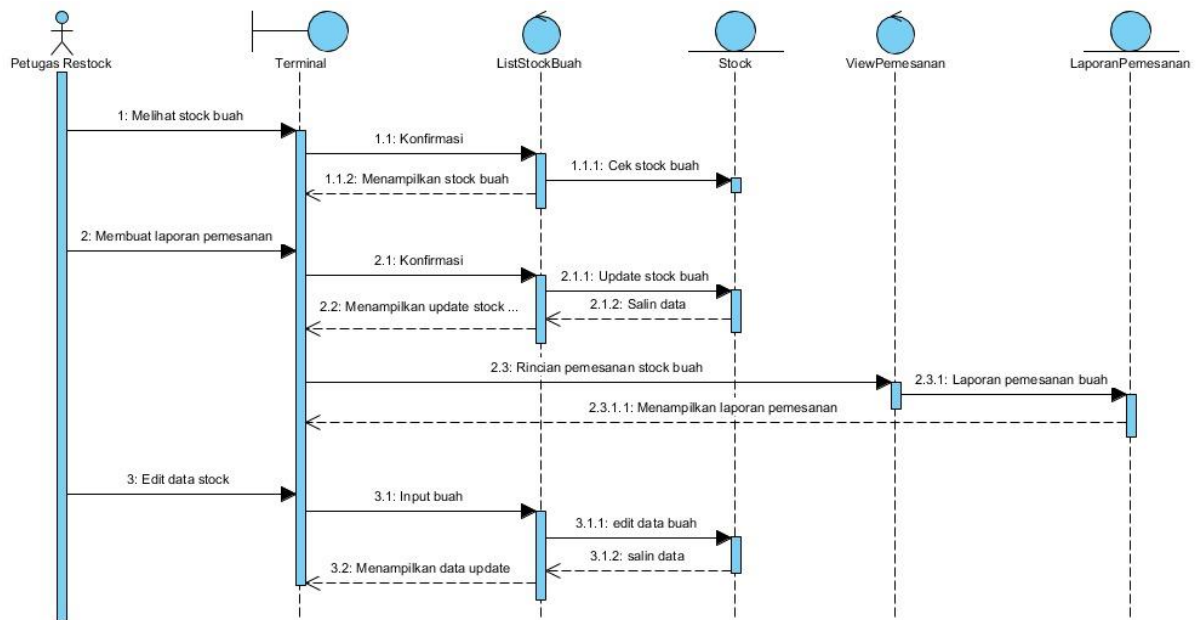 Petugas Restock
Terminal
ListStockBuah
Stock
ViewPemesanan
LaporanPemesanan
1: Melihat stock buah
1.1: Konfirmasi
1.1.1: Cek stock buah
1.1.2: Menampilkan stock buah
2: Membuat laporan pemesanan
2.1: Konfirmasi
2.1.1: Update stock buah
2.1.2: Salin data
2.2: Menampilkan update stock ...
2.3: Rincian pemesanan stock buah
2.3.1: Laporan pemesanan buah
2.3.1.1: Menampilkan laporan pemesanan
3: Edit data stock
3.1: Input buah
3.1.1: edit data buah
3.1.2: salin data
3.2: Menampilkan data update